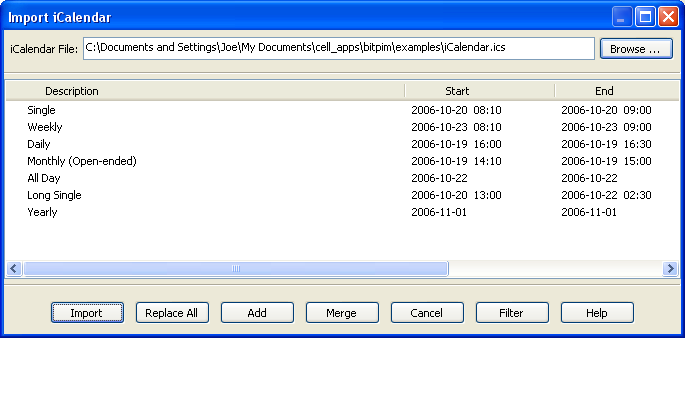 Import iCalendar
iCalendar File: C:\Documents and Settings\Joe\My Documents\cell_apps\bitpim\examples\iCalendar.ics Browse ...
Description Start End
Single 2006-10-20 08:10 2006-10-20 09:00
Weekly 2006-10-23 08:10 2006-10-23 09:00
Daily 2006-10-19 16:00 2006-10-19 16:30
Monthly (Open-ended) 2006-10-19 14:10 2006-10-19 15:00
All Day 2006-10-22 2006-10-22
Long Single 2006-10-20 13:00 2006-10-22 02:30
Yearly 2006-11-01 2006-11-01
Import Replace All Add Merge Cancel Filter Help